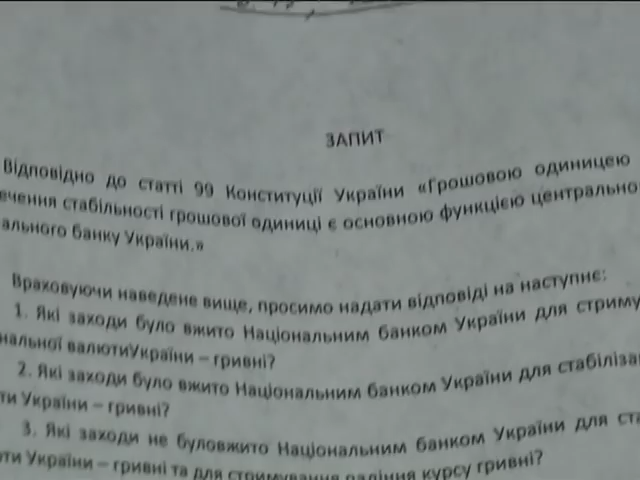 ЗАПИТ
Відповідно до статті 99 Конституції України «Грошовою одиницею
ечення стабільності грошової одиниці є основною функцією центрально
ального банку України.»
Враховуючи наведене вище, просимо надати відповіді на наступнє:
1. Які заходи було вжито Національним банком України для стриму
нальної валютиУкраїни – гривні?
2. Які заходи було вжито Національним банком України для стабіліза
ти України – гривні?
3. Які заходи не буловжито Національним банком України для ста
ти України – гривні та для стримування падіння курсу гривні?